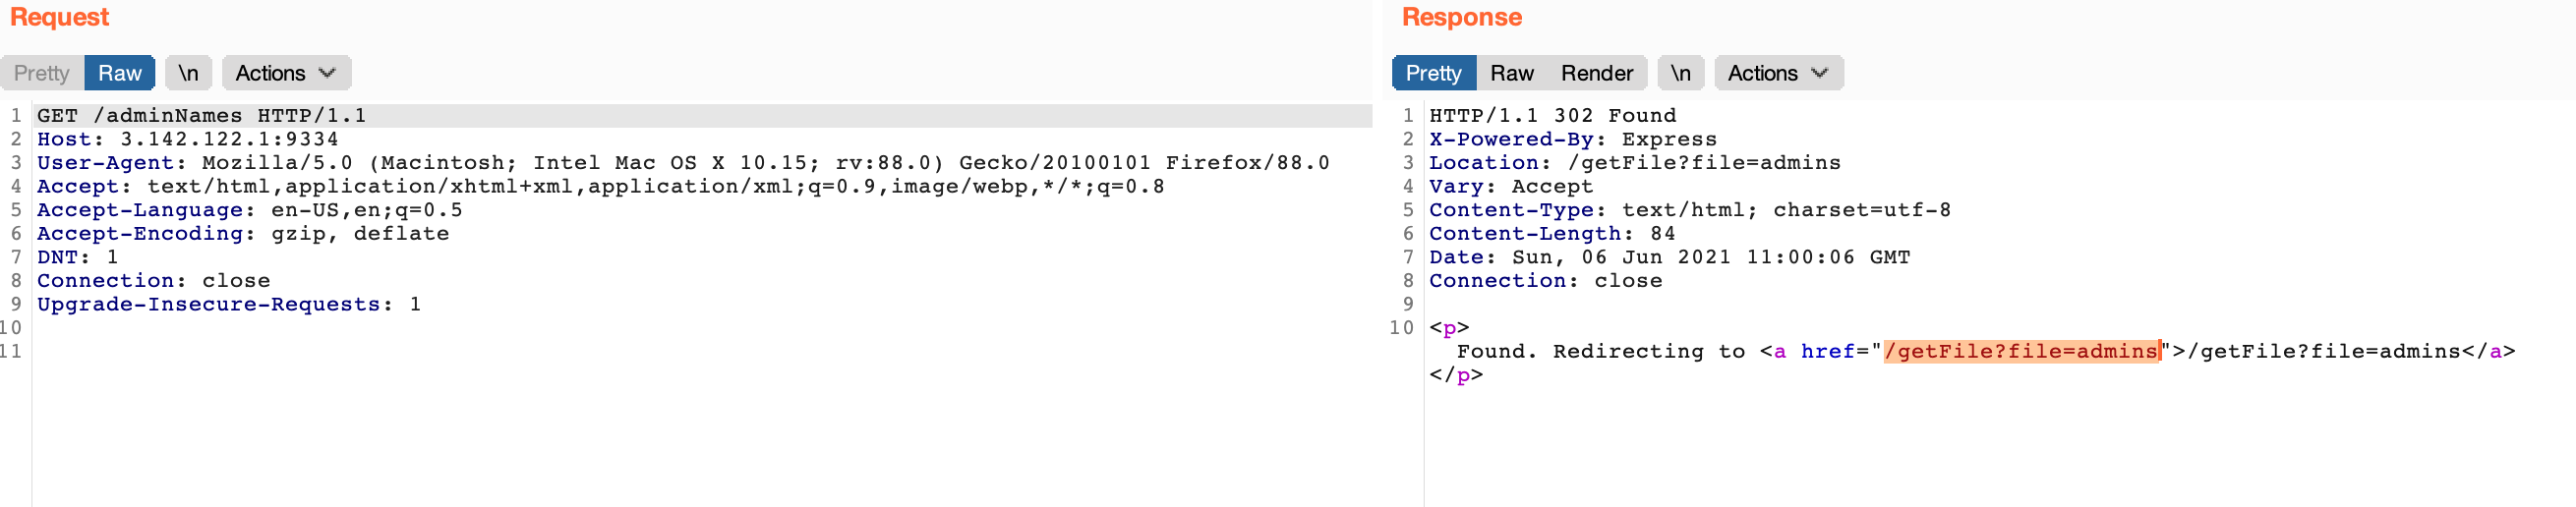 Request
Pretty Raw \n Actions
1 GET /adminNames HTTP/1.1
2 Host: 3.142.122.1:9334
3 User-Agent: Mozilla/5.0 (Macintosh; Intel Mac OS X 10.15; rv:88.0) Gecko/20100101 Firefox/88.0
4 Accept: text/html,application/xhtml+xml,application/xml;q=0.9,image/webp,*/*;q=0.8
5 Accept-Language: en-US,en;q=0.5
6 Accept-Encoding: gzip, deflate
7 DNT: 1
8 Connection: close
9 Upgrade-Insecure-Requests: 1
10
11
Response
Pretty Raw Render \n Actions
1 HTTP/1.1 302 Found
2 X-Powered-By: Express
3 Location: /getFile?file=admins
4 Vary: Accept
5 Content-Type: text/html; charset=utf-8
6 Content-Length: 84
7 Date: Sun, 06 Jun 2021 11:00:06 GMT
8 Connection: close
9
10 <p>
Found. Redirecting to <a href="/getFile?file=admins">/getFile?file=admins</a>
</p>